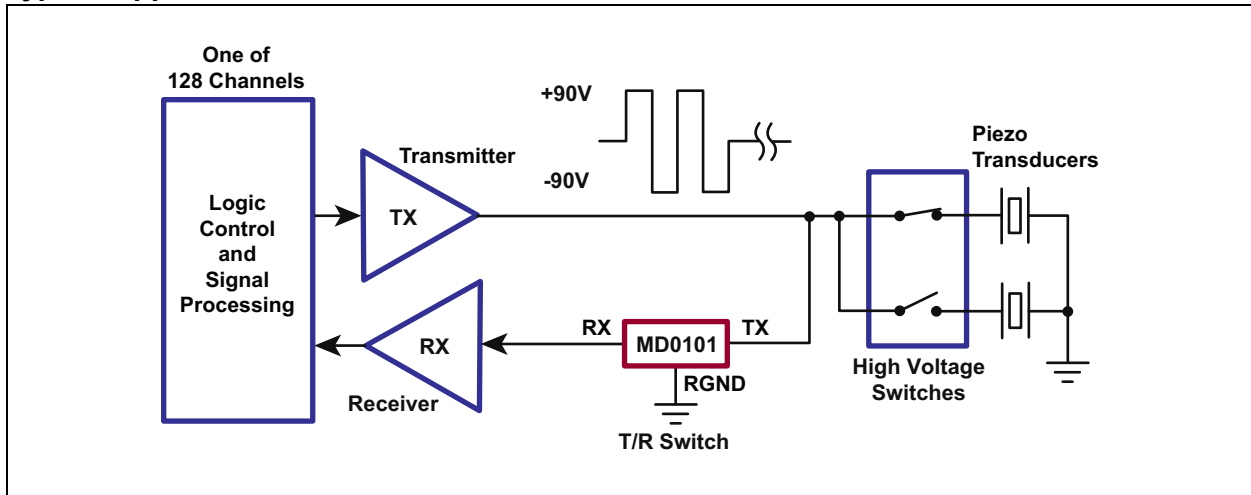 One of
128 Channels
Logic
Control
and
Signal
Processing
Transmitter
TX
+90V
-90V
Piezo
Transducers
RX
Receiver
RX
MD0101
TX
RGND
T/R Switch
High Voltage
Switches